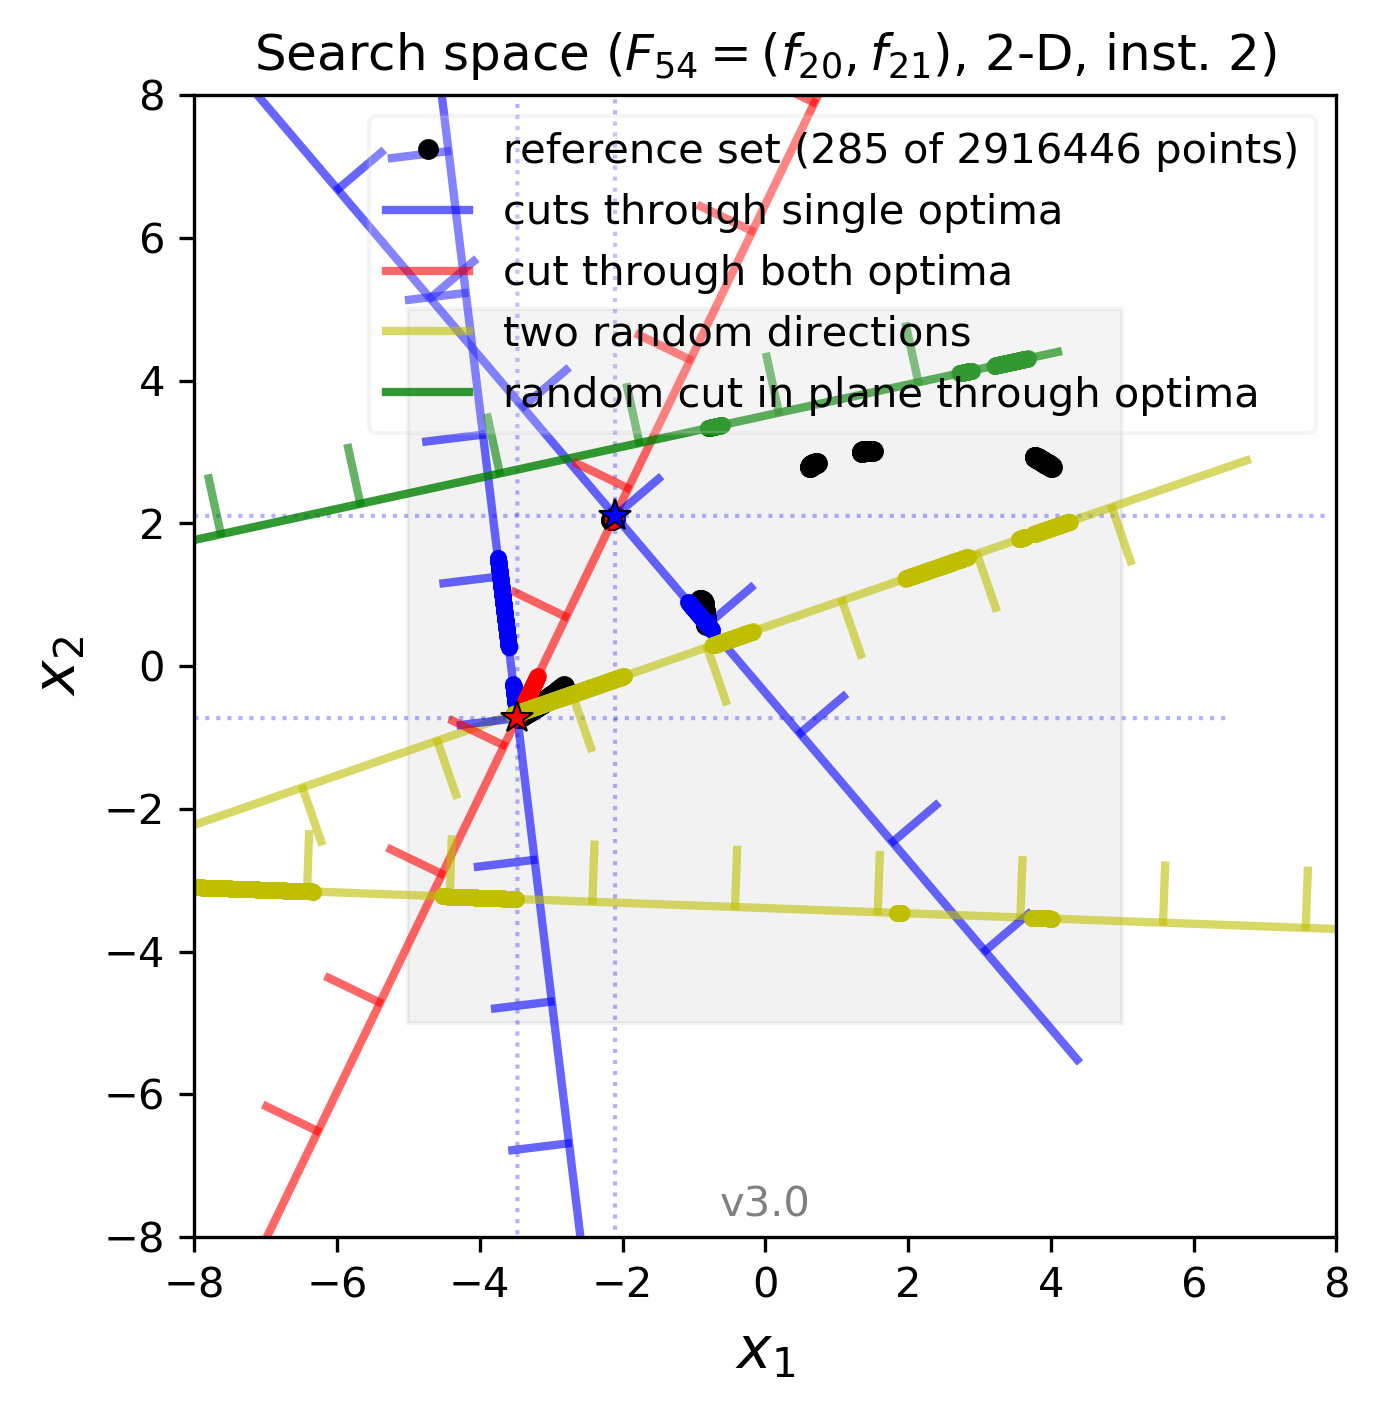 Search space (F54 = (f20, f21), 2-D, inst. 2)
8
6
4
2
0
−2
−4
−6
−8
x2
reference set (285 of 2916446 points)
cuts through single optima
cut through both optima
two random directions
random cut in plane through optima
v3.0
−8 −6 −4 −2 0 2 4 6 8
x1